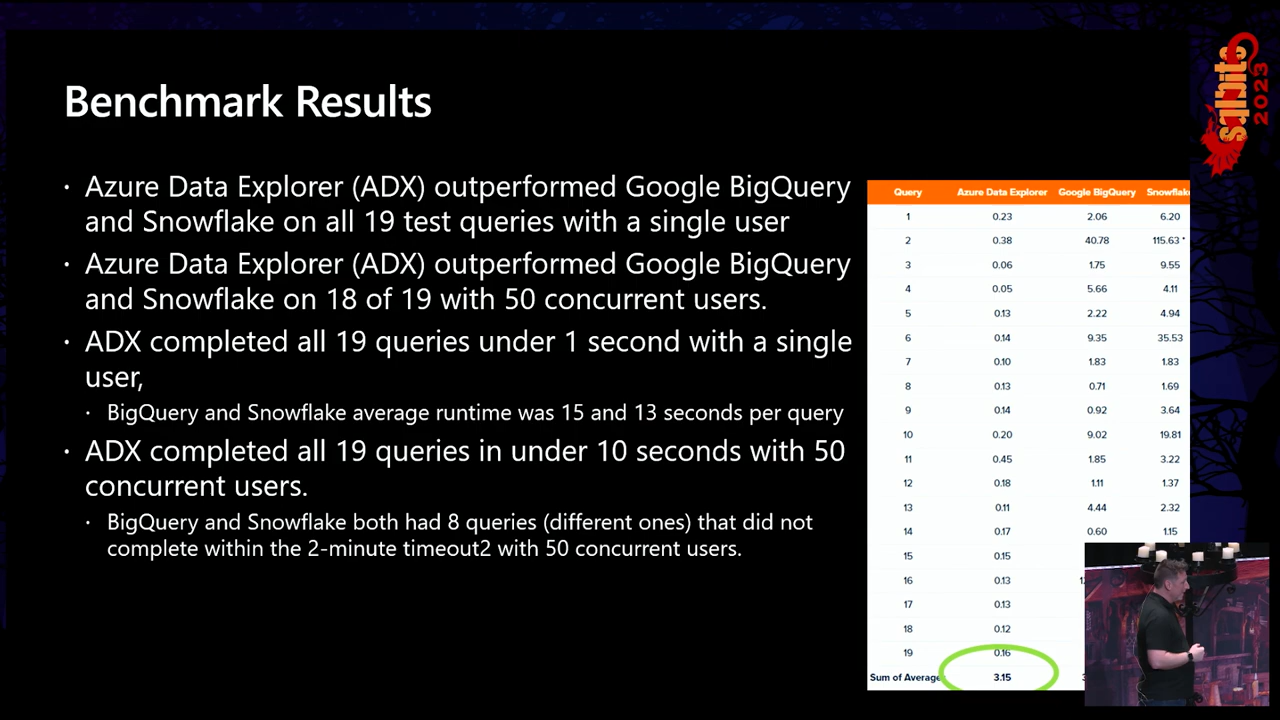 Benchmark Results
• Azure Data Explorer (ADX) outperformed Google BigQuery
and Snowflake on all 19 test queries with a single user
• Azure Data Explorer (ADX) outperformed Google BigQuery
and Snowflake on 18 of 19 with 50 concurrent users.
• ADX completed all 19 queries under 1 second with a single
user,
• BigQuery and Snowflake average runtime was 15 and 13 seconds per query
• ADX completed all 19 queries in under 10 seconds with 50
concurrent users.
• BigQuery and Snowflake both had 8 queries (different ones) that did not
complete within the 2-minute timeout2 with 50 concurrent users.
Query Azure Data Explorer Google BigQuery Snowflake
1 0.23 2.06 6.20
2 0.38 40.78 115.63 *
3 0.06 1.75 9.55
4 0.05 5.66 4.11
5 0.13 2.22 4.94
6 0.14 9.35 35.53
7 0.10 1.83 1.83
8 0.13 0.71 1.69
9 0.14 0.92 3.64
10 0.20 9.02 19.81
11 0.45 1.85 3.22
12 0.18 1.11 1.37
13 0.11 4.44 2.32
14 0.17 0.60 1.15
15 0.15
16 0.13
17 0.13
18 0.12
19 0.16
Sum of Average 3.15
sqlbits
2023